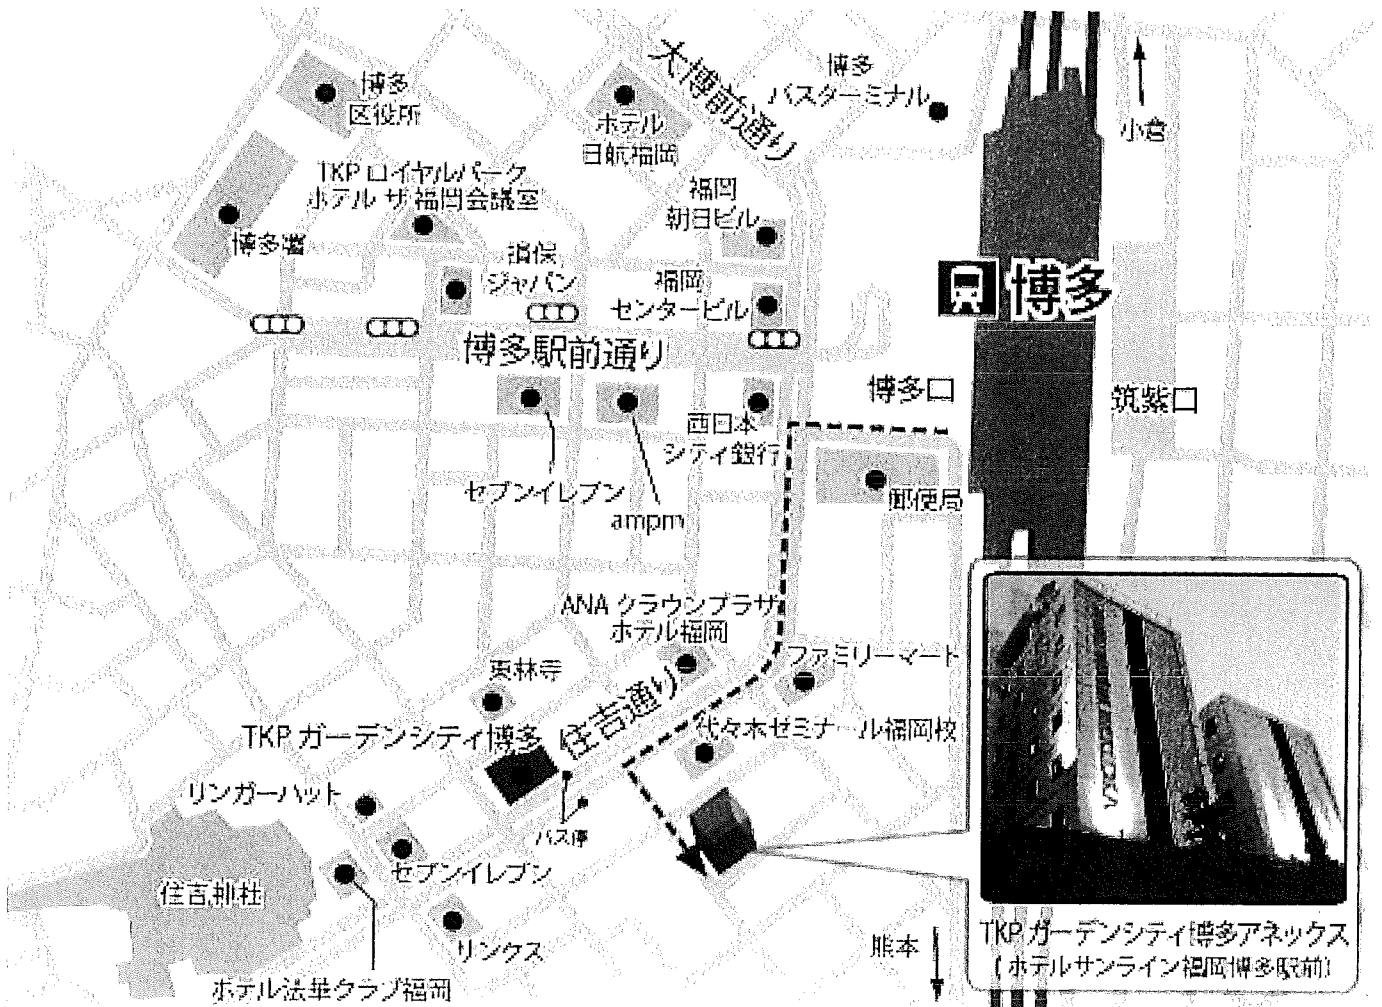 博多
区役所
ホテル
日航福岡
大博前通り
博多
バスターミナル
小倉
TKP ロイヤルパーク
ホテル ザ 福岡会議室
博多署
福岡
朝日ビル
損保
ジャパン
福岡
センタービル
博多
博多駅前通り
博多口
筑紫口
西日本
シティ銀行
セブンイレブン
ampm
郵便局
ANA クラウンプラザ
ホテル福岡
ファミリーマート
東林寺
住吉通り
TKP ガーデンシティ博多
代々木ゼミナール福岡校
リンガーハット
バス停
セブンイレブン
住吉神社
リンクス
ホテル法華クラブ福岡
熊本
TKP ガーデンシティ博多アネックス
(ホテルサンライン福岡博多駅前)